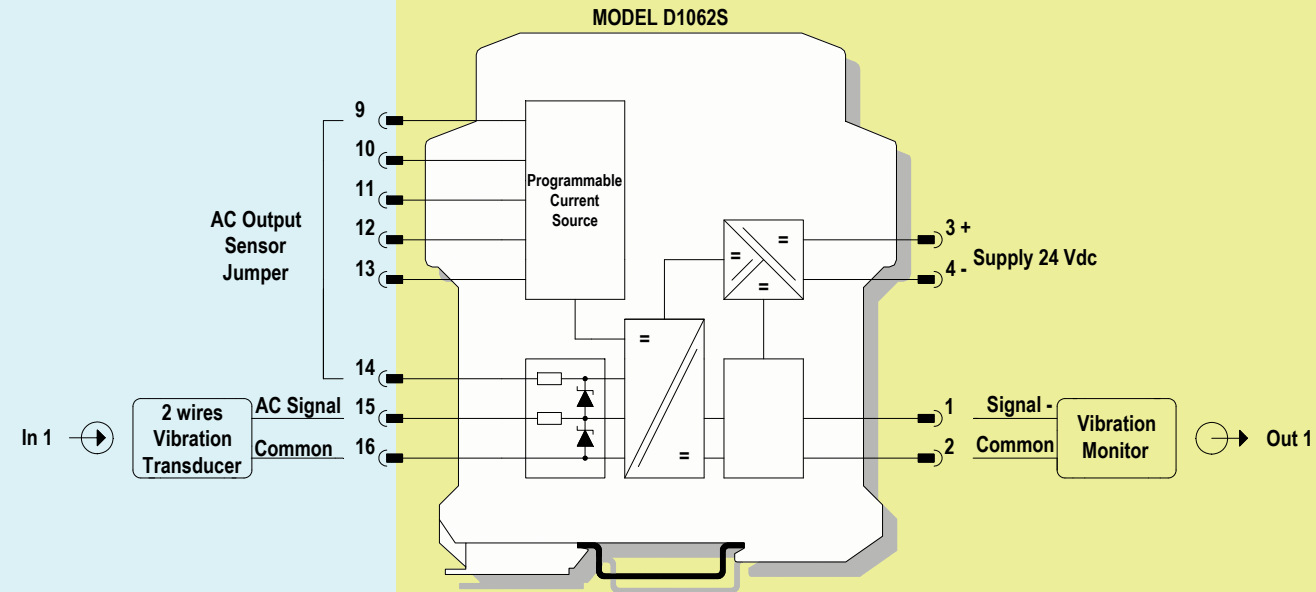 MODEL D1062S
9
10
11
12
13
14
15
16
AC Output
Sensor
Jumper
Programmable
Current
Source
3 +
4 -
Supply 24 Vdc
=
=
=
=
=
In 1
2 wires
Vibration
Transducer
AC Signal
Common
1
2
Signal -
Common
Vibration
Monitor
Out 1